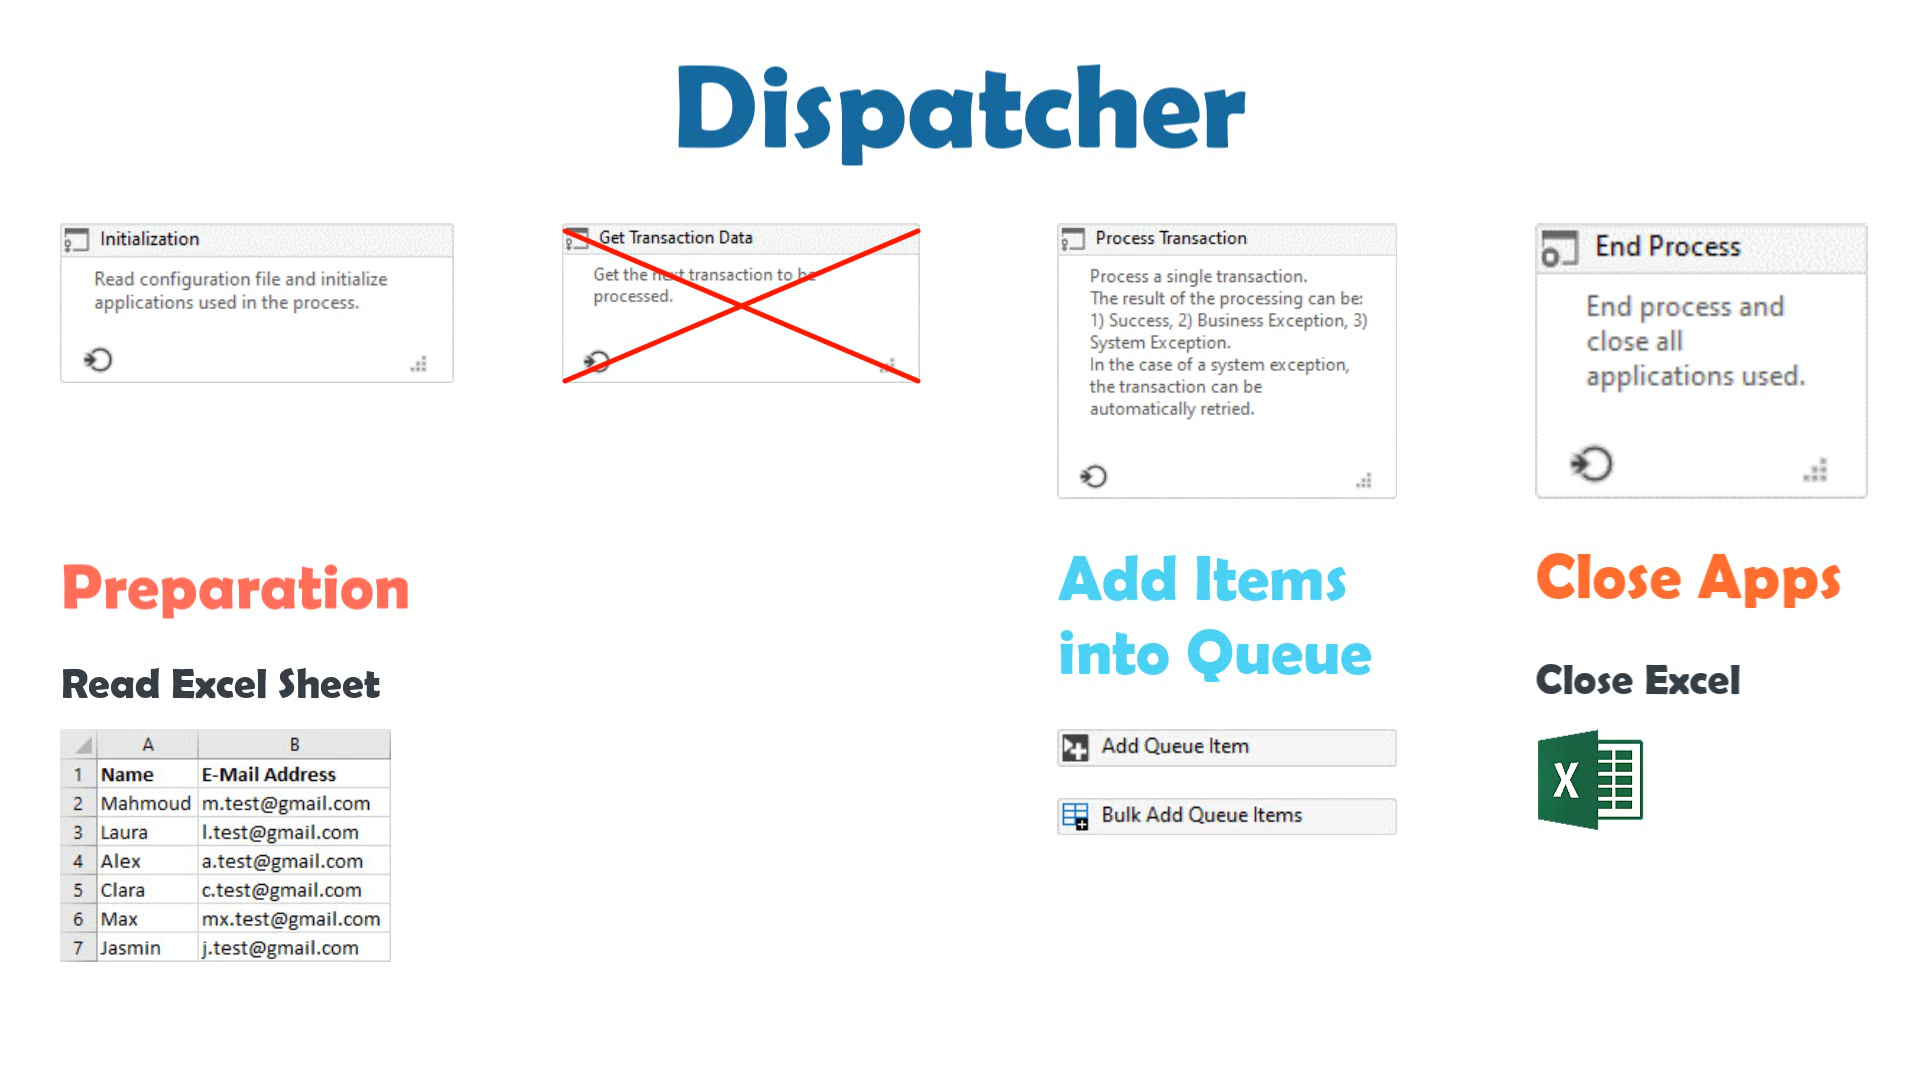 Dispatcher
Initialization
Read configuration file and initialize
applications used in the process.
Get Transaction Data
Get the next transaction to be
processed.
Process Transaction
Process a single transaction.
The result of the processing can be:
1) Success, 2) Business Exception, 3)
System Exception.
In the case of a system exception,
the transaction can be
automatically retried.
End Process
End process and
close all
applications used.
Preparation
Read Excel Sheet
A B
1 Name E-Mail Address
2 Mahmoud m.test@gmail.com
3 Laura l.test@gmail.com
4 Alex a.test@gmail.com
5 Clara c.test@gmail.com
6 Max mx.test@gmail.com
7 Jasmin j.test@gmail.com
Add Items
into Queue
Add Queue Item
Bulk Add Queue Items
Close Apps
Close Excel
X